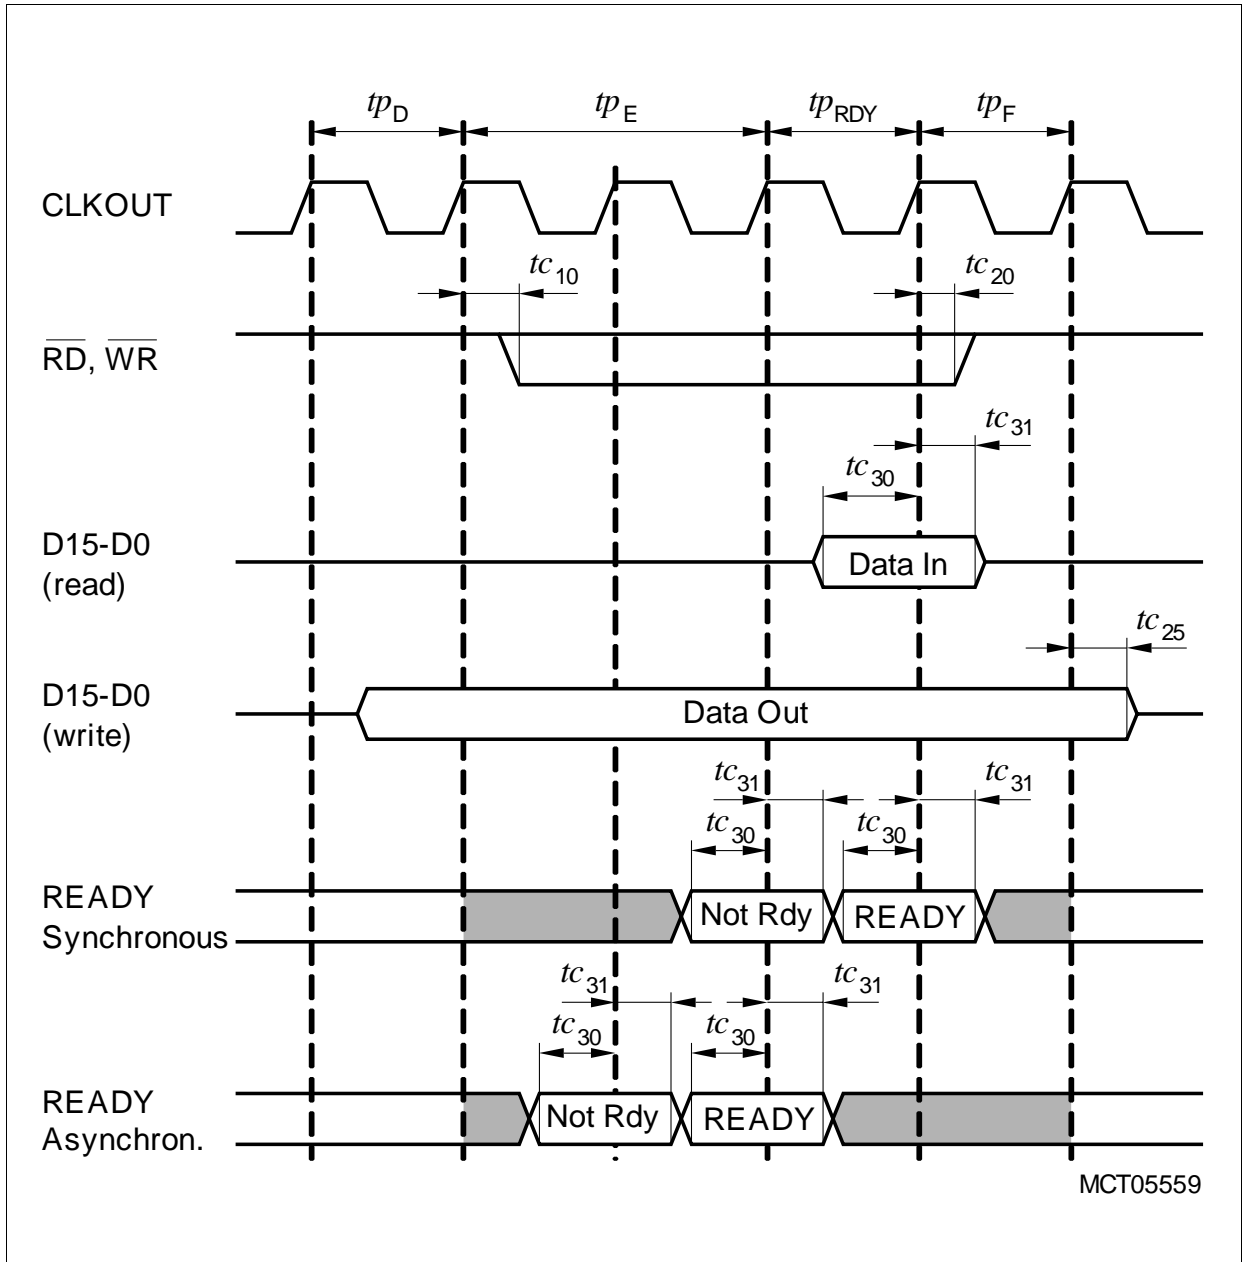 tpD tpE tpRDY tpF
CLKOUT
tc10 tc20
RD, WR
tc31
tc30
D15-D0
(read)
Data In
tc25
D15-D0
(write)
Data Out
tc31 tc31
tc30 tc30
READY
Synchronous
Not Rdy READY
tc31 tc31
tc30 tc30
READY
Asynchron.
Not Rdy READY
MCT05559